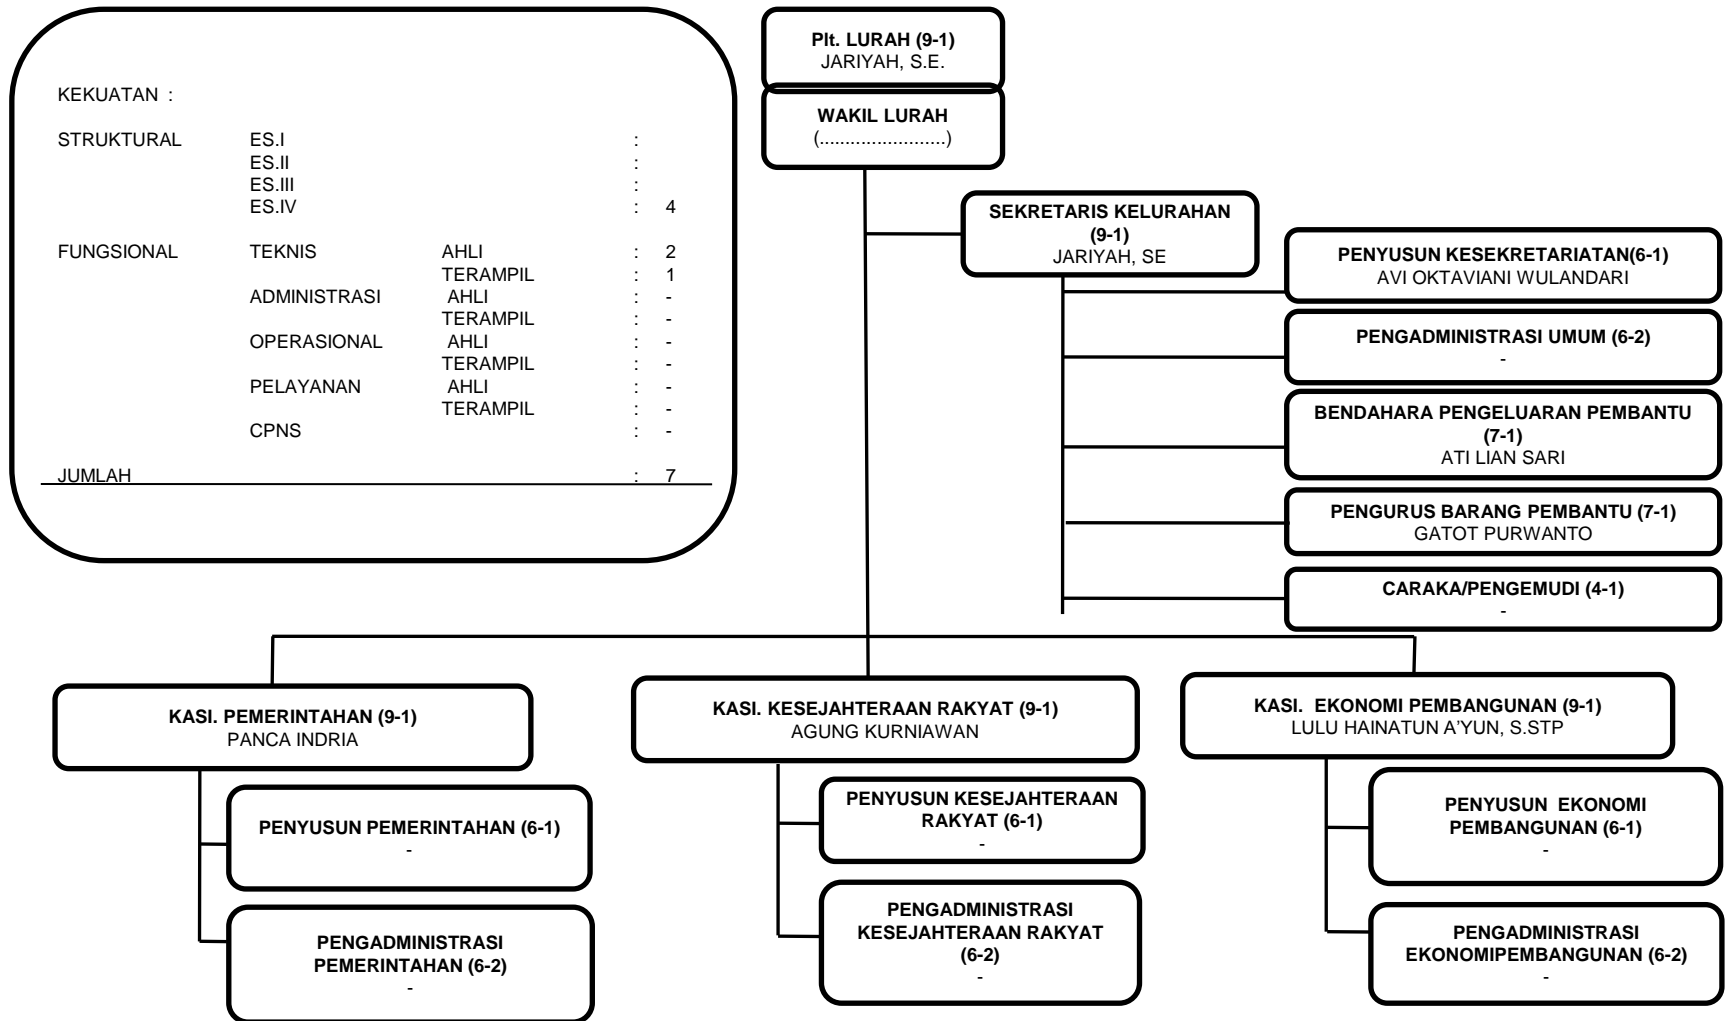 KEKUATAN :
STRUKTURAL ES.I :
ES.II :
ES.III :
ES.IV : 4
FUNGSIONAL TEKNIS AHLI : 2
TERAMPIL : 1
ADMINISTRASI AHLI : -
TERAMPIL : -
OPERASIONAL AHLI : -
TERAMPIL : -
PELAYANAN AHLI : -
TERAMPIL : -
CPNS : -
JUMLAH : 7
Plt. LURAH (9-1)
JARIYAH, S.E.
WAKIL LURAH
(........................)
SEKRETARIS KELURAHAN
(9-1)
JARIYAH, SE
PENYUSUN KESEKRETARIATAN(6-1)
AVI OKTAVIANI WULANDARI
PENGADMINISTRASI UMUM (6-2)
-
BENDAHARA PENGELUARAN PEMBANTU
(7-1)
ATI LIAN SARI
PENGURUS BARANG PEMBANTU (7-1)
GATOT PURWANTO
CARAKA/PENGEMUDI (4-1)
-
KASI. PEMERINTAHAN (9-1)
PANCA INDRIA
PENYUSUN PEMERINTAHAN (6-1)
-
PENGADMINISTRASI
PEMERINTAHAN (6-2)
-
KASI. KESEJAHTERAAN RAKYAT (9-1)
AGUNG KURNIAWAN
PENYUSUN KESEJAHTERAAN
RAKYAT (6-1)
-
PENGADMINISTRASI
KESEJAHTERAAN RAKYAT
(6-2)
-
KASI. EKONOMI PEMBANGUNAN (9-1)
LULU HAINATUN A’YUN, S.STP
PENYUSUN EKONOMI
PEMBANGUNAN (6-1)
-
PENGADMINISTRASI
EKONOMIPEMBANGUNAN (6-2)
-